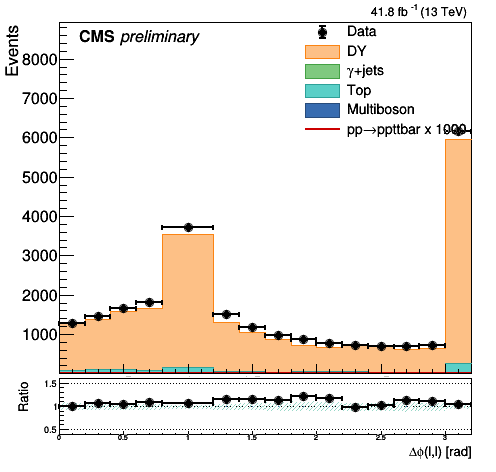 41.8 fb⁻¹ (13 TeV)
CMS preliminary
Events
8000
7000
6000
5000
4000
3000
2000
1000
Data
DY
γ+jets
Top
Multiboson
pp→ppttbar x 1000
Ratio
1.5
1
0.5
0 0.5 1 1.5 2 2.5 3
Δϕ(l,l) [rad]